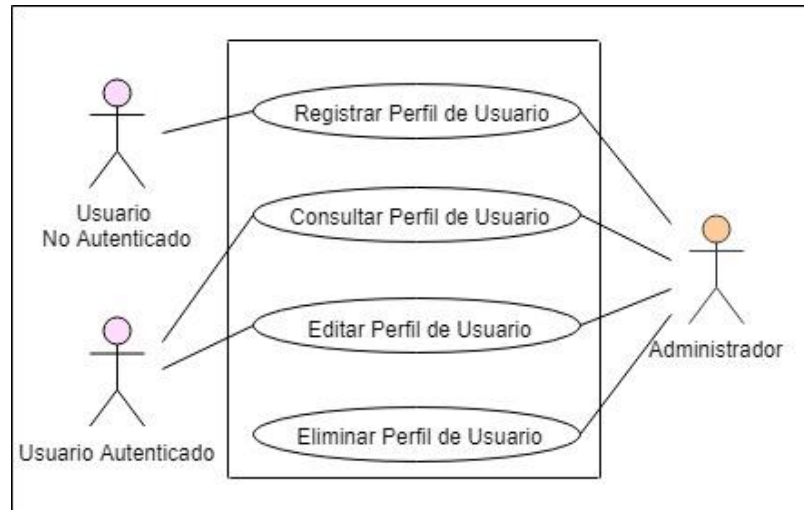 Registrar Perfil de Usuario
Usuario
No Autenticado
Consultar Perfil de Usuario
Editar Perfil de Usuario
Administrador
Usuario Autenticado
Eliminar Perfil de Usuario